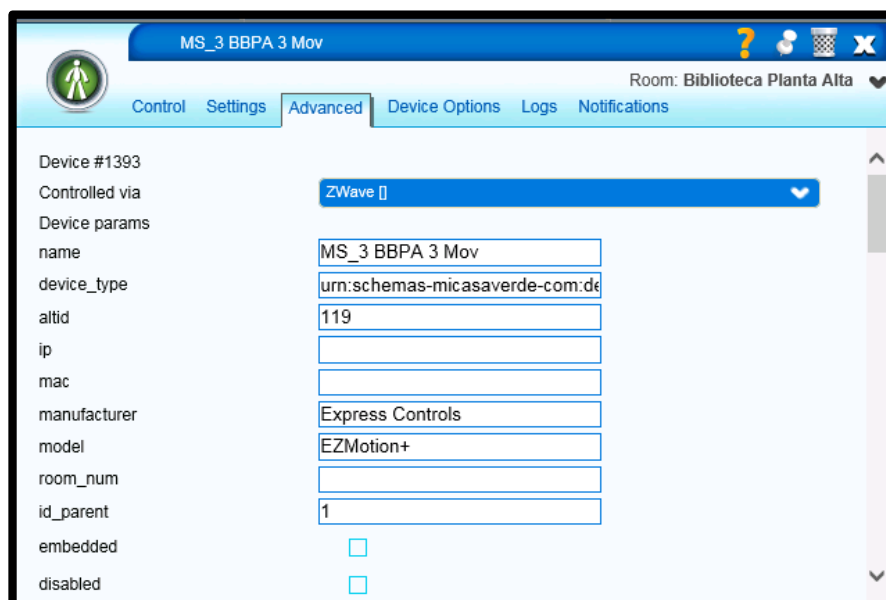 MS_3 BBPA 3 Mov
Room: Biblioteca Planta Alta
Control Settings Advanced Device Options Logs Notifications
Device #1393
Controlled via ZWave []
Device params
name MS_3 BBPA 3 Mov
device_type urn:schemas-micasaverde-com:de
altid 119
ip
mac
manufacturer Express Controls
model EZMotion+
room_num
id_parent 1
embedded
disabled